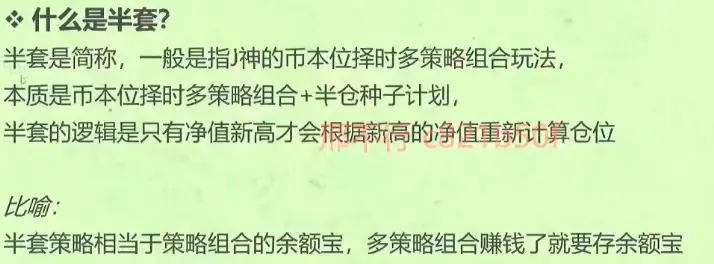 ❖ 什么是半套?
半套是简称，一般是指J神的币本位择时多策略组合玩法，
本质是币本位择时多策略组合+半仓种子计划，
半套的逻辑是只有净值新高才会根据新高的净值重新计算仓位
比喻：
半套策略相当于策略组合的余额宝，多策略组合赚钱了就要存余额宝